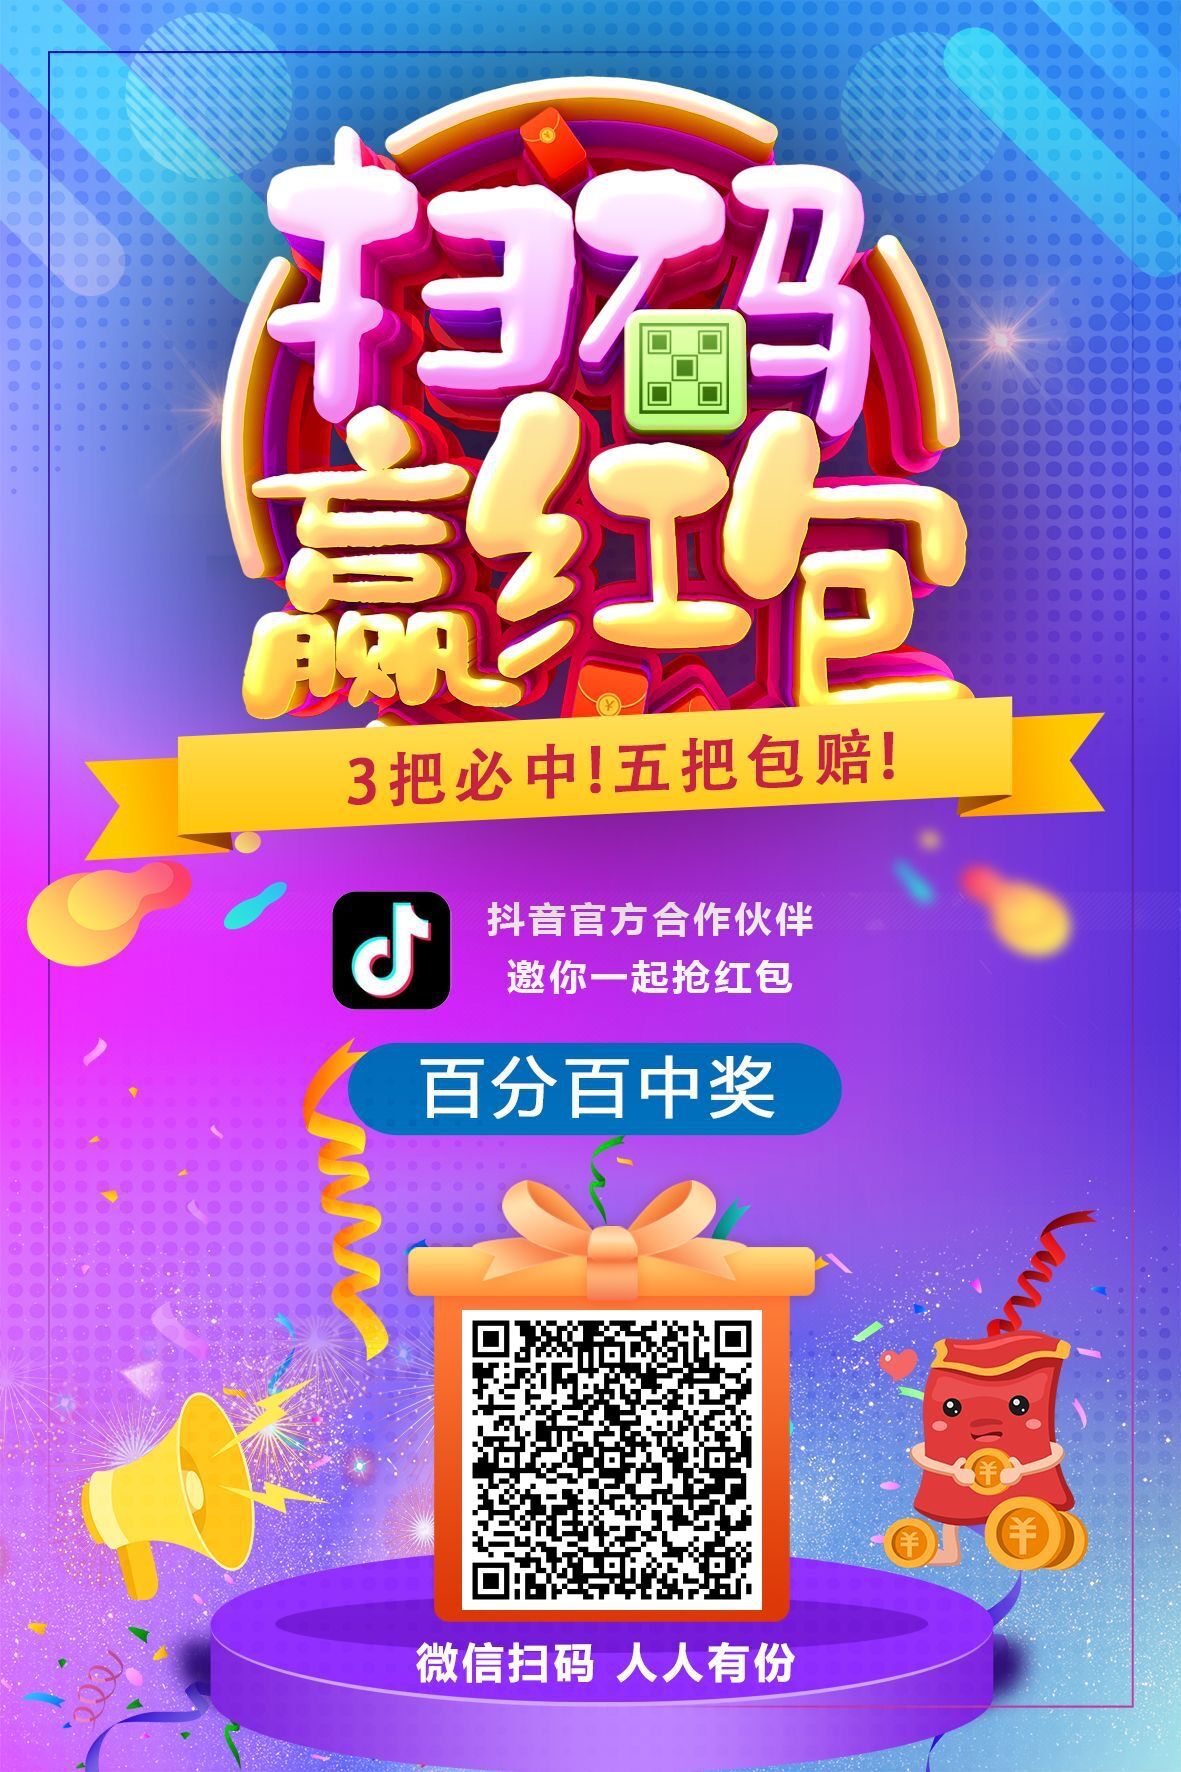 扫码
赢红包
3把必中!五把包赔!
抖音官方合作伙伴
邀你一起抢红包
百分百中奖
微信扫码 人人有份